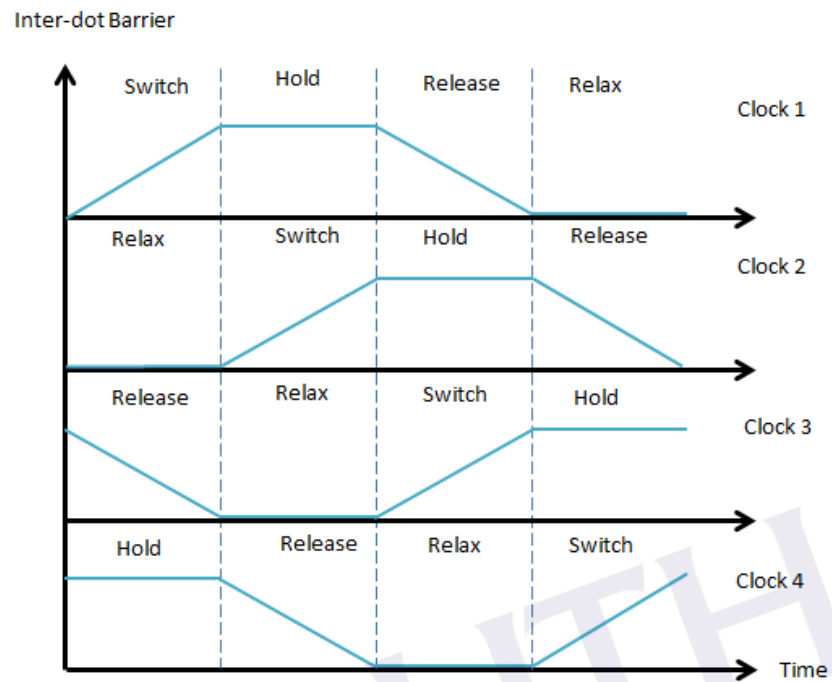 Inter-dot Barrier
Switch Hold Release Relax
Clock 1
Relax Switch Hold Release
Clock 2
Release Relax Switch Hold
Clock 3
Hold Release Relax Switch
Clock 4
Time